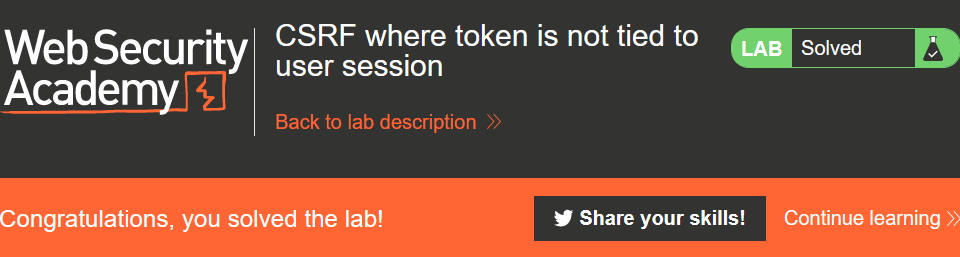 Web Security
Academy
CSRF where token is not tied to
user session
Back to lab description
LAB Solved
Congratulations, you solved the lab!
Share your skills!
Continue learning